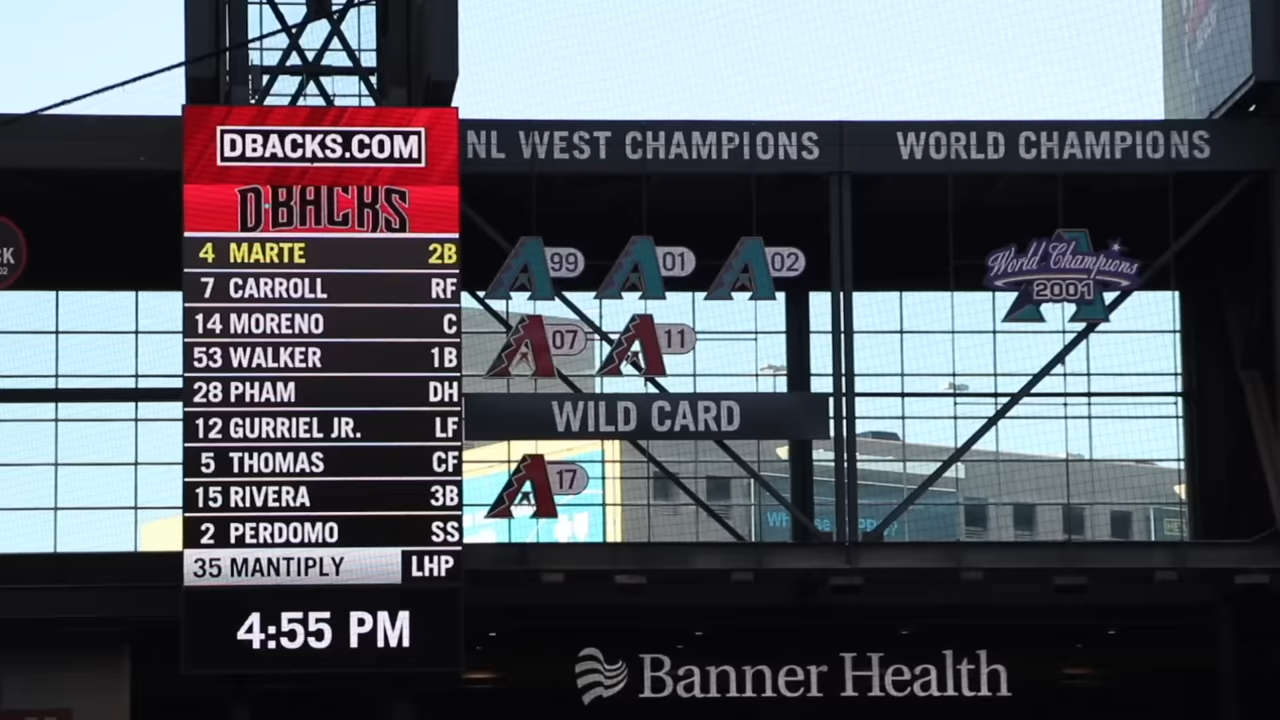 DBACKS.COM
D·BACKS
4 MARTE 2B
7 CARROLL RF
14 MORENO C
53 WALKER 1B
28 PHAM DH
12 GURRIEL JR. LF
5 THOMAS CF
15 RIVERA 3B
2 PERDOMO SS
35 MANTIPLY LHP
4:55 PM
NL WEST CHAMPIONS
A 99
A 01
A 02
A 07
A 11
WILD CARD
A 17
WORLD CHAMPIONS
World Champions
2001
Banner Health